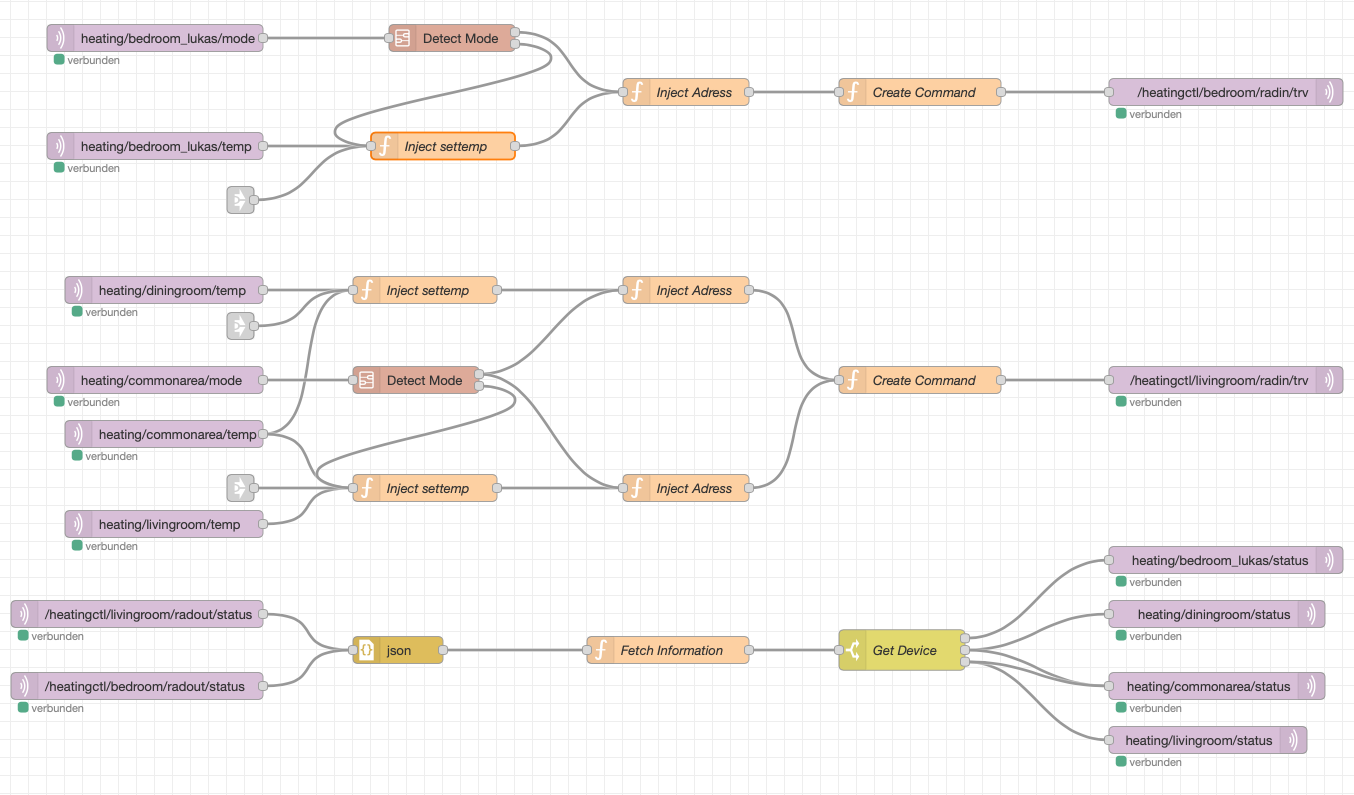 heating/bedroom_lukas/mode
verbunden
Detect Mode
Inject Adress
Create Command
/heatingctl/bedroom/radin/trv
verbunden
heating/bedroom_lukas/temp
verbunden
Inject settemp
heating/diningroom/temp
verbunden
Inject settemp
Inject Adress
heating/commonarea/mode
verbunden
Detect Mode
Create Command
/heatingctl/livingroom/radin/trv
verbunden
heating/commonarea/temp
verbunden
Inject settemp
Inject Adress
heating/livingroom/temp
verbunden
heating/bedroom_lukas/status
verbunden
/heatingctl/livingroom/radout/status
verbunden
heating/diningroom/status
verbunden
json
Fetch Information
Get Device
/heatingctl/bedroom/radout/status
verbunden
heating/commonarea/status
verbunden
heating/livingroom/status
verbunden